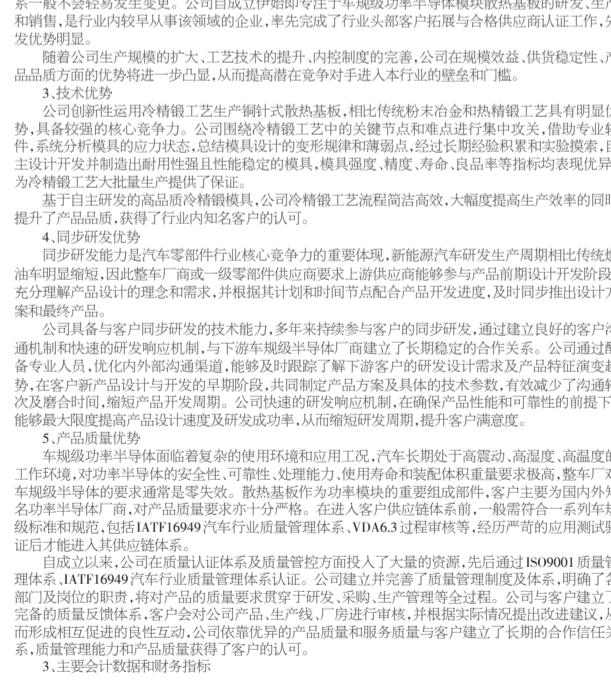 系一般不会轻易发生变更。公司自成立伊始即专注于车规级功率半导体模块散热基板的研发、生产
和销售,是行业内较早从事该领域的企业,率先完成了行业头部客户拓展与合格供应商认证工作,先
发优势明显。
随着公司生产规模的扩大、工艺技术的提升、内控制度的完善,公司在规模效益、供货稳定性、产
品品质方面的优势将进一步凸显,从而提高潜在竞争对手进入本行业的壁垒和门槛。
3、技术优势
公司创新性运用冷精锻工艺生产铜针式散热基板,相比传统粉末冶金和热精锻工艺具有明显优
势,具备较强的核心竞争力。公司围绕冷精锻工艺中的关键节点和难点进行集中攻关,借助专业软
件,系统分析模具的应力状态,总结模具设计的变形规律和薄弱点,经过长期经验积累和实验摸索,自
主设计开发并制造出耐用性强且性能稳定的模具,模具强度、精度、寿命、良品率等指标均表现优异,
为冷精锻工艺大批量生产提供了保证。
基于自主研发的高品质冷精锻模具,公司冷精锻工艺流程简洁高效,大幅度提高生产效率的同时
提升了产品品质,获得了行业内知名客户的认可。
4、同步研发优势
同步研发能力是汽车零部件行业核心竞争力的重要体现,新能源汽车研发生产周期相比传统燃
油车明显缩短,因此整车厂商或一级零部件供应商要求上游供应商能够参与产品前期设计开发阶段,
充分理解产品设计的理念和需求,并根据其计划和时间节点配合产品开发进度,及时同步推出设计方
案和最终产品。
公司具备与客户同步研发的技术能力,多年来持续参与客户的同步研发,通过建立良好的客户沟
通机制和快速的研发响应机制,与下游车规级半导体厂商建立了长期稳定的合作关系。公司通过配
备专业人员,优化内外部沟通渠道,能够及时跟踪了解下游客户的研发设计需求及产品特征演变趋
势,在客户新产品设计与开发的早期阶段,共同制定产品方案及具体的技术参数,有效减少了沟通轮
次及磨合时间,缩短产品开发周期。公司快速的研发响应机制,在确保产品性能和可靠性的前提下,
能够最大限度提高产品设计速度及研发成功率,从而缩短研发周期,提升客户满意度。
5、产品质量优势
车规级功率半导体面临着复杂的使用环境和应用工况,汽车长期处于高震动、高湿度、高温度的
工作环境,对功率半导体的安全性、可靠性、处理能力、使用寿命和装配体积重量要求极高,整车厂对
车规级半导体的要求通常是零失效。散热基板作为功率模块的重要组成部件,客户主要为国内外知
名功率半导体厂商,对产品质量要求亦十分严格。在进入客户供应链体系前,一般需符合一系列车规
级标准和规范,包括IATF16949汽车行业质量管理体系、VDA6.3过程审核等,经历严苛的应用测试验
证后才能进入其供应链体系。
自成立以来,公司在质量认证体系及质量管控方面投入了大量的资源,先后通过ISO9001质量管
理体系、IATF16949汽车行业质量管理体系认证。公司建立并完善了质量管理制度及体系,明确了各
部门及岗位的职责,将对产品的质量要求贯穿于研发、采购、生产管理等全过程。公司与客户建立了
完备的质量反馈体系,客户会对公司产品、生产线、厂房进行审核,并根据实际情况提出改进建议,从
而形成相互促进的良性互动,公司依靠优异的产品质量和服务质量与客户建立了长期的合作信任关
系,质量管理能力和产品质量获得了客户的认可。
3、主要会计数据和财务指标